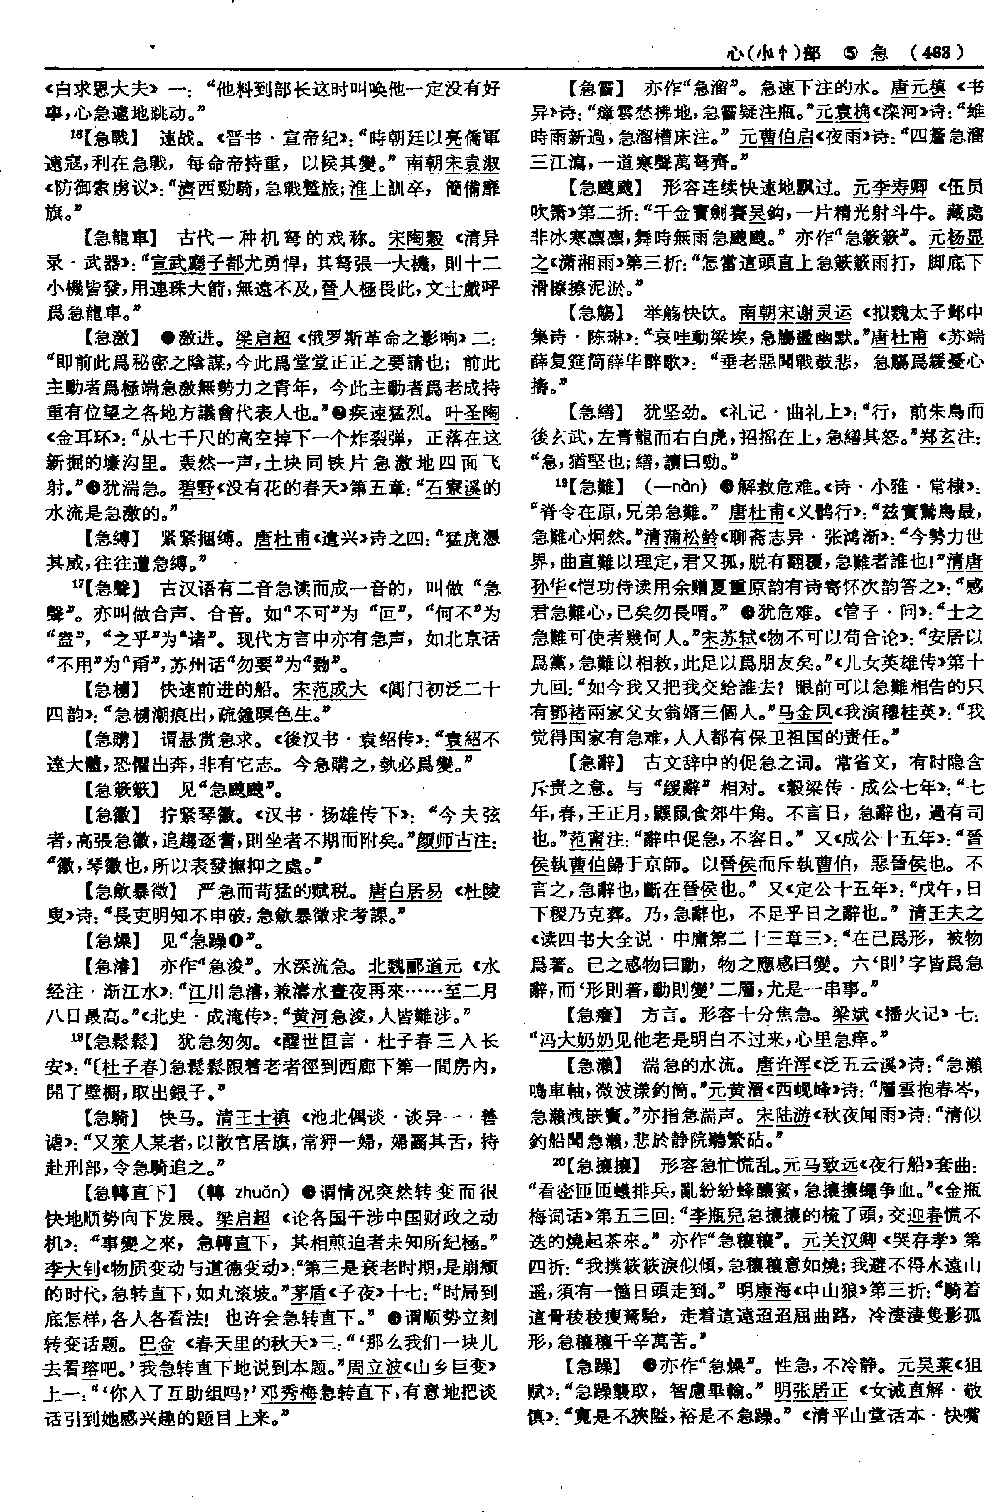 心(小忄)部 ⑤ 急 (463)
《白求恩大夫》一：“他料到部长这时叫唤他一定没有好
事，心急遽地跳动。”
16【急戰】 速战。《晋书·宣帝纪》：“時朝廷以亮僑軍
遠寇，利在急戰，每命帝持重，以候其變。”南朝宋袁淑
《防御索虏议》：“濟西勁騎，急戰蹵旅；淮上訓卒，簡備靡
旗。”
【急龍車】 古代一种机弩的戏称。宋陶穀《清异
录·武器》：“宣武廳子都尤勇悍，其弩張一大機，則十二
小機皆發，用連珠大箭，無遠不及，晉人極畏此，文士戲呼
爲急龍車。”
【急激】 ❶激进。梁启超《俄罗斯革命之影响》二：
“即前此爲秘密之陰謀，今此爲堂堂正正之要請也；前此
主動者爲極端急激無勢力之青年，今此主動者爲老成持
重有位望之各地方議會代表人也。”❷疾速猛烈。叶圣陶
《金耳环》：“从七千尺的高空掉下一个炸裂弹，正落在这
新掘的壕沟里。轰然一声，土块同铁片急激地四面飞
射。”❸犹湍急。碧野《没有花的春天》第五章：“石寮溪的
水流是急激的。”
【急缚】 紧紧捆缚。唐杜甫《遣兴》诗之四：“猛虎憑
其威，往往遭急縛。”
17【急聲】 古汉语有二音急读而成一音的，叫做“急
聲”。亦叫做合声、合音。如“不可”为“叵”，“何不”为
“盍”，“之乎”为“诸”。现代方言中亦有急声，如北京话
“不用”为“甭”，苏州话“勿要”为“覅”。
【急檣】 快速前进的船。宋范成大《閶门初泛二十
四韵》：“急檣潮痕出，疏鐘暝色生。”
【急購】 谓悬赏急求。《後汉书·袁绍传》：“袁紹不
達大體，恐懼出奔，非有它志。今急購之，埶必爲變。”
【急簌簌】 见“急颼颼”。
【急徽】 拧紧琴徽。《汉书·扬雄传下》：“今夫弦
者，高張急徽，追趨逐耆，則坐者不期而附矣。”颜师古注：
“徽，琴徽也，所以表發撫抑之處。”
【急斂暴徵】 严急而苛猛的赋税。唐白居易《杜陵
叟》诗：“長吏明知不申破，急斂暴徵求考課。”
【急燥】 见“急躁❶”。
【急濬】 亦作“急浚”。水深流急。北魏郦道元《水
经注·渐江水》：“江川急濬，兼濤水晝夜再來……至二月
八日最高。”《北史·成淹传》：“黄河急浚，人皆難涉。”
18【急鬆鬆】 犹急匆匆。《醒世恒言·杜子春三入长
安》：“〔杜子春〕急鬆鬆跟着老者徑到西廊下第一間房内，
開了壁橱，取出銀子。”
【急騎】 快马。清王士禛《池北偶谈·谈异一·善
谑》：“又萊人某者，以散官居旗，常狎一婦，婦齧其舌，持
赴刑部，令急騎追之。”
【急轉直下】 (轉 zhuǎn) ❶谓情况突然转变而很
快地顺势向下发展。梁启超《论各国干涉中国财政之动
机》：“事變之來，急轉直下，其相煎迫者未知所紀極。”
李大钊《物质变动与道德变动》：“第三是衰老时期，是崩颓
的时代，急转直下，如丸滚坡。”茅盾《子夜》十七：“时局到
底怎样，各人各看法！也许会急转直下。”❷谓顺势立刻
转变话题。巴金《春天里的秋天》三：“‘那么我们一块儿
去看瑢吧。’我急转直下地说到本题。”周立波《山乡巨变》
上一：“‘你入了互助组吗？’邓秀梅急转直下，有意地把谈
话引到她感兴趣的题目上来。”
【急霤】 亦作“急溜”。急速下注的水。唐元稹《书
异》诗：“瘴雲愁拂地，急霤疑注瓶。”元袁桷《滦河》诗：“維
時雨新過，急溜槽床注。”元曹伯启《夜雨》诗：“四簷急溜
三江瀉，一道寒聲萬弩齊。”
【急颼颼】 形容连续快速地飘过。元李寿卿《伍员
吹箫》第二折：“千金寶劍賽吴鈎，一片精光射斗牛。藏處
非冰寒凛凛，舞時無雨急颼颼。”亦作“急簌簌”。元杨显
之《潇湘雨》第三折：“怎當這頭直上急簌簌雨打，脚底下
滑擦擦泥淤。”
【急觴】 举觞快饮。南朝宋谢灵运《拟魏太子邺中
集诗·陈琳》：“哀哇動梁埃，急觴盪幽默。”唐杜甫《苏端
薛复筵简薛华醉歌》：“垂老惡聞戰鼓悲，急觴爲緩憂心
擣。”
【急缮】 犹坚劲。《礼记·曲礼上》：“行，前朱鳥而
後玄武，左青龍而右白虎，招摇在上，急繕其怒。”郑玄注：
“急，猶堅也；繕，讀曰勁。”
19【急難】 (—nàn) ❶解救危难。《诗·小雅·常棣》：
“脊令在原，兄弟急難。”唐杜甫《义鹘行》：“兹實鷙鳥最，
急難心炯然。”清蒲松龄《聊斋志异·张鸿渐》：“今勢力世
界，曲直難以理定，君又孤，脱有翻覆，急難者誰也！”清唐
孙华《恺功侍读用余赠夏重原韵有诗寄怀次韵答之》：“感
君急難心，已矣勿長喟。”❷犹危难。《管子·问》：“士之
急難可使者幾何人。”宋苏轼《物不可以苟合论》：“安居以
爲黨，急難以相救，此足以爲朋友矣。”《儿女英雄传》第十
九回：“如今我又把我交給誰去？眼前可以急難相告的只
有鄧褚兩家父女翁婿三個人。”马金凤《我演穆桂英》：“我
觉得国家有急难，人人都有保卫祖国的责任。”
【急辭】 古文辞中的促急之词。常省文，有时隐含
斥贵之意。与“緩辭”相对。《穀梁传·成公七年》：“七
年，春，王正月，鼷鼠食郊牛角。不言日，急辭也，過有司
也。”范甯注：“辭中促急，不容日。”又《成公十五年》：“晉
侯執曹伯歸于京師。以晉侯而斥執曹伯，惡晉侯也。不
言之，急辭也，斷在晉侯也。”又《定公十五年》：“戊午，日
下稷乃克葬。乃，急辭也，不足乎日之辭也。”清王夫之
《读四书大全说·中庸第二十三章三》：“在己爲形，被物
爲著。己之感物曰動，物之應感曰變。六‘則’字皆爲急
辭，而‘形則著，動則變’二層，尤是一串事。”
【急癢】 方言。形容十分焦急。梁斌《播火记》七：
“冯大奶奶见他老是明白不过来，心里急痒。”
【急瀨】 湍急的水流。唐许浑《泛五云溪》诗：“急瀨
鳴車軸，微波漾釣筒。”元黄溍《西岘峰》诗：“層雲抱春岑，
急瀨洩嵌竇。”亦指急湍声。宋陆游《秋夜闻雨》诗：“清似
釣船聞急瀨，悲於静院聽繁砧。”
20【急攘攘】 形容急忙慌乱。元马致远《夜行船》套曲：
“看密匝匝蟻排兵，亂紛紛蜂釀蜜，急攘攘蠅争血。”《金瓶
梅词话》第五三回：“李瓶兒急攘攘的梳了頭，交迎春慌不
迭的燒起茶來。”亦作“急穰穰”。元关汉卿《哭存孝》第
四折：“我撲簌簌淚似傾，急穰穰意如燒；我避不得水遠山
遥，須有一個日頭走到。”明康海《中山狼》第三折：“騎着
這骨稜稜瘦駑駘，走着這遠迢迢屈曲路，冷淒淒隻影孤
形，急穰穰千辛萬苦。”
【急躁】 ❶亦作“急燥”。性急，不冷静。元吴莱《狙
赋》：“急躁襲取，智慮畢輸。”明张居正《女诫直解·敬
慎》：“寬是不狹隘，裕是不急躁。”《清平山堂话本·快嘴